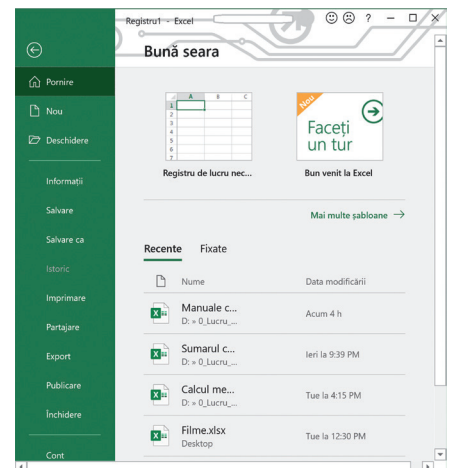 Registru1 - Excel
?
Bună seara
Pornire
Nou
Deschidere
Informații
Salvare
Salvare ca
Istoric
Imprimare
Partajare
Export
Publicare
Închidere
Cont
A B C
1
2
3
4
5
6
7
Registru de lucru nec...
Nou
Faceți
un tur
Bun venit la Excel
Mai multe șabloane →
Recente Fixate
Nume Data modificării
Manuale c...
D: » 0_Lucru_...
Acum 4 h
Sumarul c...
D: » 0_Lucru_...
Ieri la 9:39 PM
Calcul me...
D: » 0_Lucru_...
Tue la 4:15 PM
Filme.xlsx
Desktop
Tue la 12:30 PM